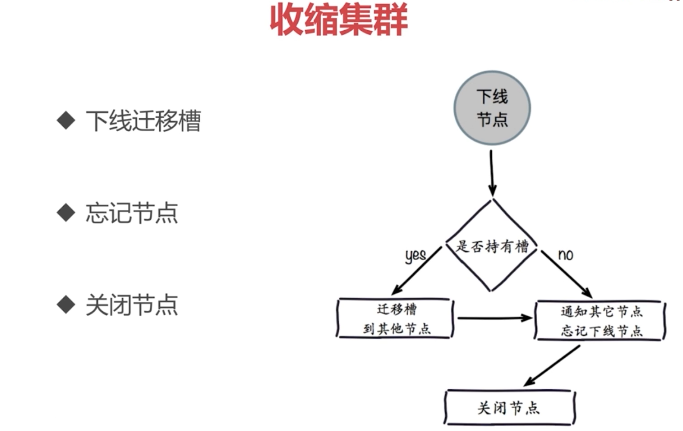 收缩集群
下线迁移槽
忘记节点
关闭节点
下线
节点
是否持有槽
yes
no
迁移槽
到其他节点
通知其它节点
忘记下线节点
关闭节点